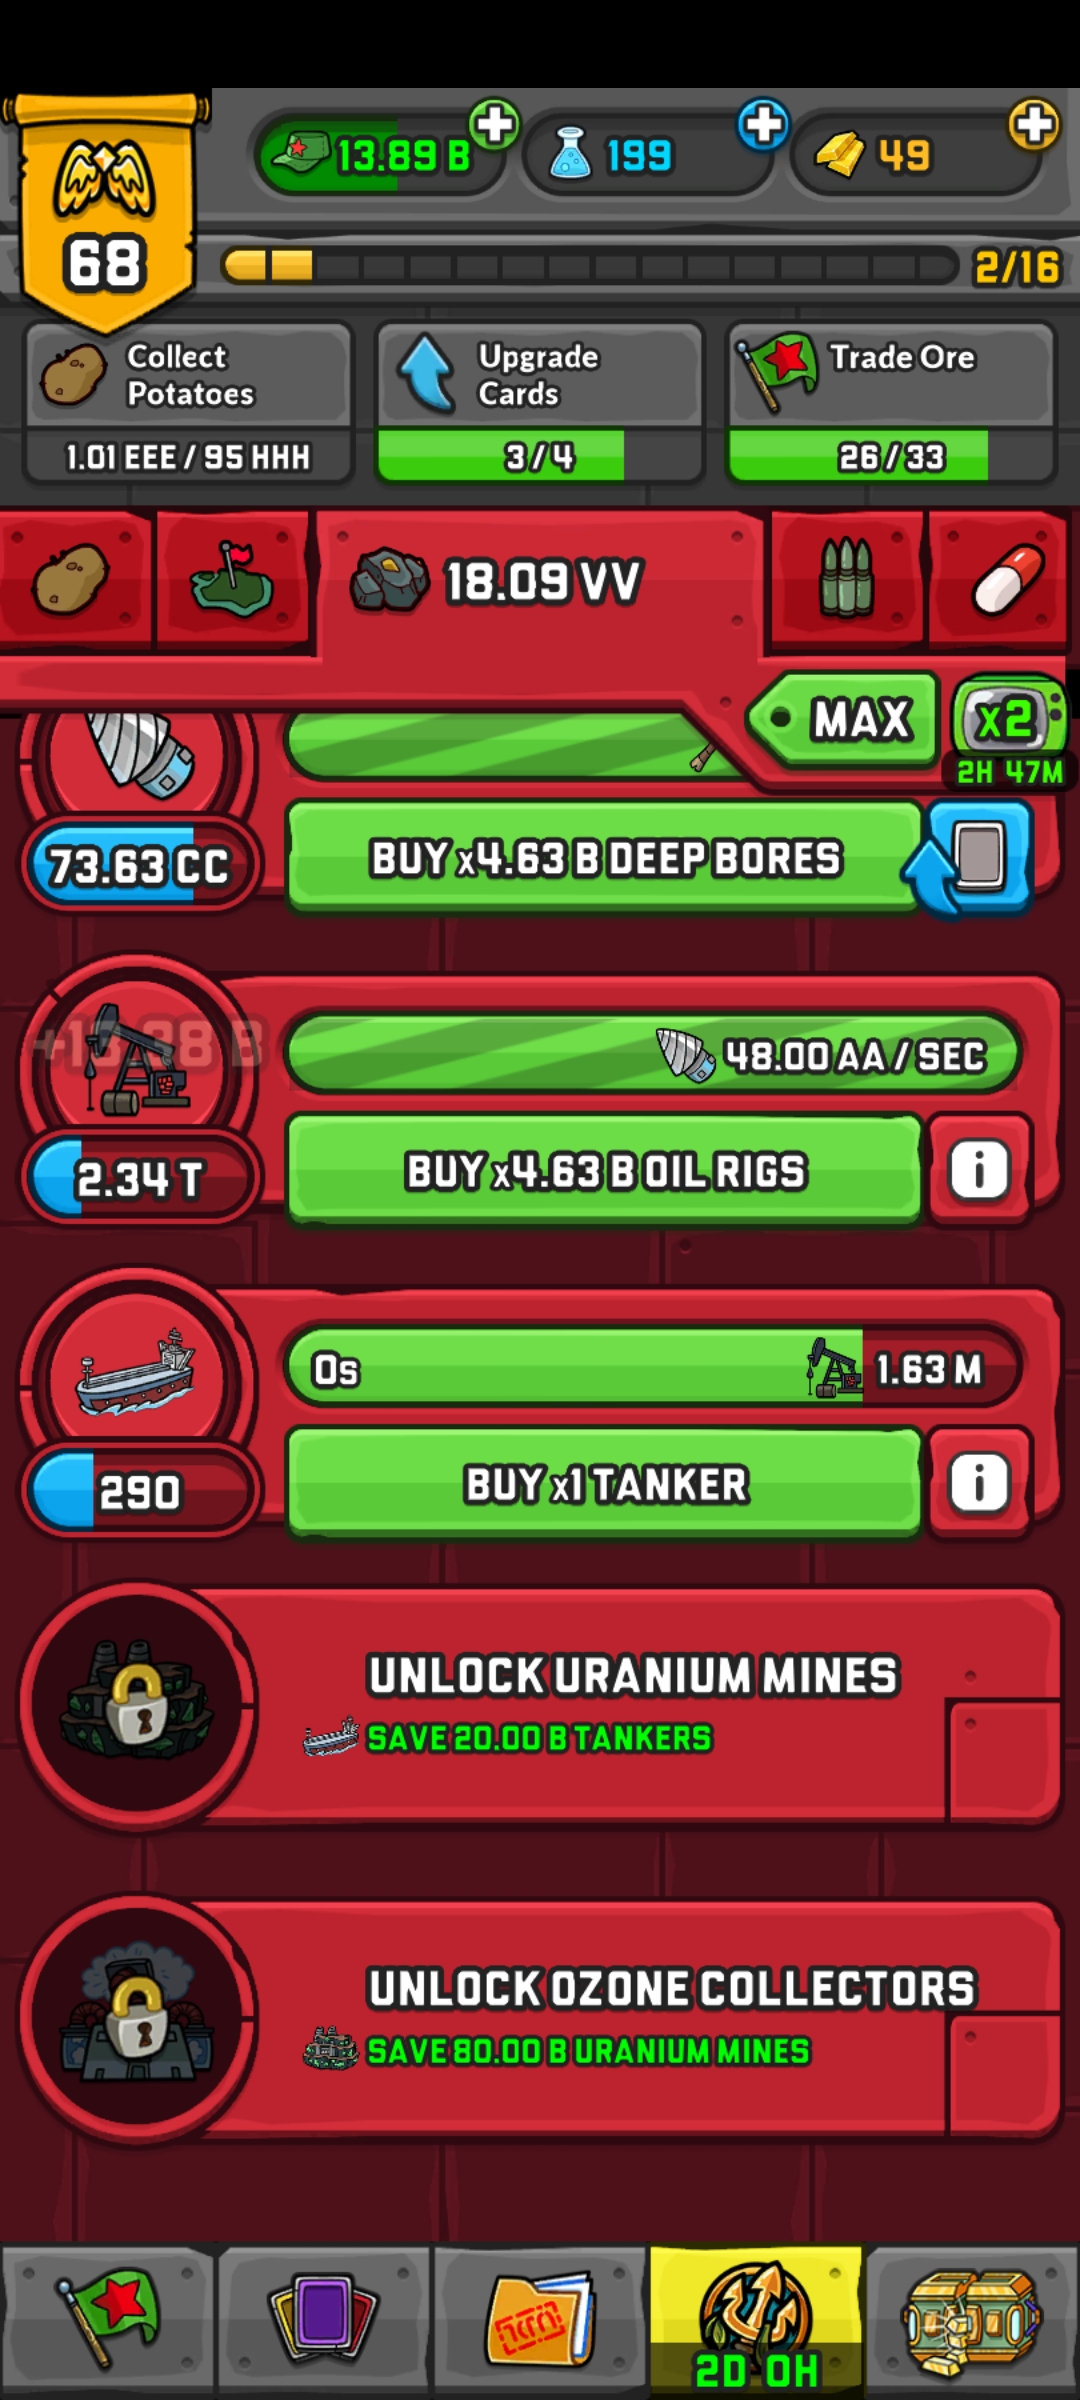 13.89 B
199
49
68
2/16
Collect
Potatoes
1.01 EEE / 95 HHH
Upgrade
Cards
3/4
Trade Ore
26/33
18.09 VV
MAX
x2
2H 47M
73.63 CC
BUY x4.63 B DEEP BORES
48.00 AA / SEC
2.34 T
BUY x4.63 B OIL RIGS
i
0s
1.63 M
290
BUY x1 TANKER
i
UNLOCK URANIUM MINES
SAVE 20.00 B TANKERS
UNLOCK OZONE COLLECTORS
SAVE 80.00 B URANIUM MINES
2D 0H